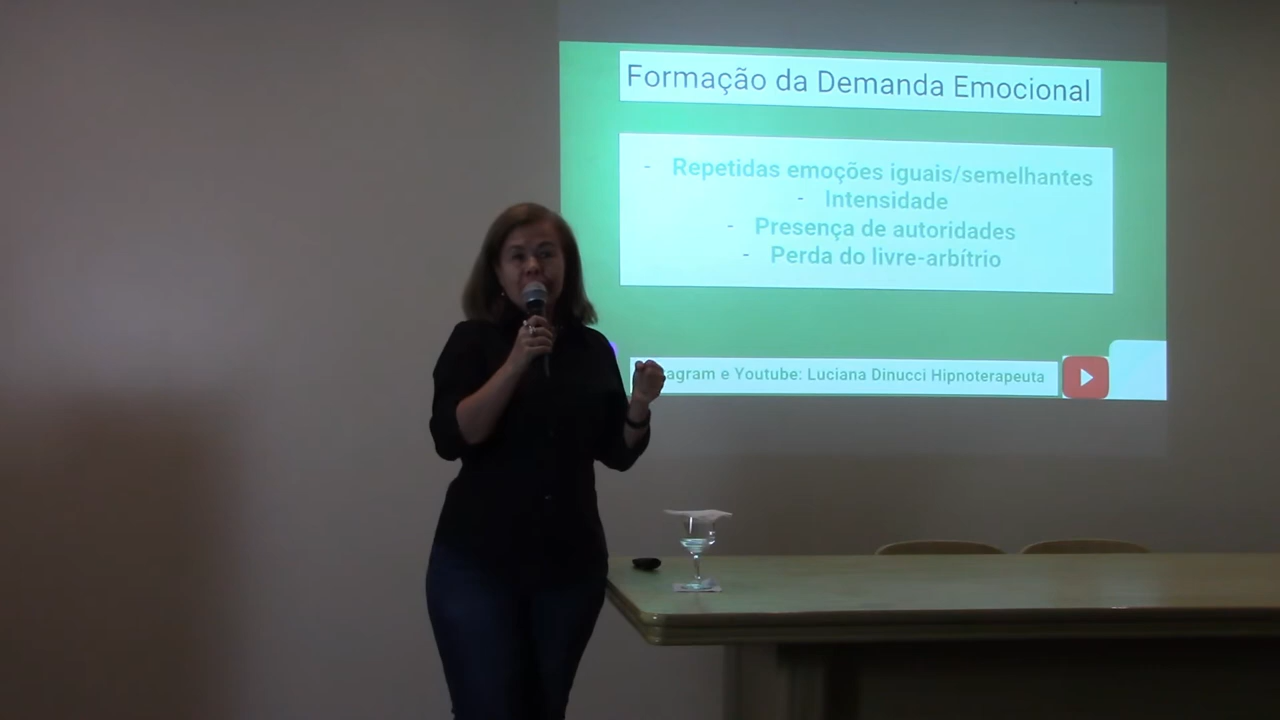 Formação da Demanda Emocional
- Repetidas emoções iguais/semelhantes
- Intensidade
- Presença de autoridades
- Perda do livre-arbítrio
e Youtube: Luciana Dinucci Hipnoterapeuta